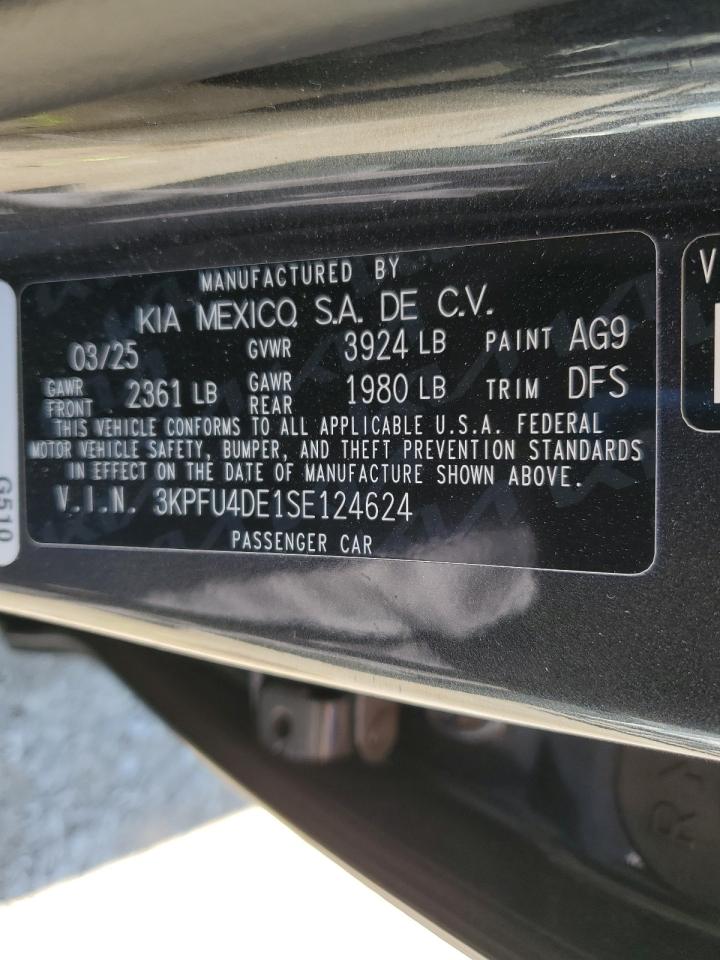 MANUFACTURED BY
KIA MEXICO, S.A. DE C.V.
03/25 GVWR 3924 LB PAINT AG9
GAWR FRONT 2361 LB GAWR REAR 1980 LB TRIM DFS
THIS VEHICLE CONFORMS TO ALL APPLICABLE U.S.A. FEDERAL
MOTOR VEHICLE SAFETY, BUMPER, AND THEFT PREVENTION STANDARDS
IN EFFECT ON THE DATE OF MANUFACTURE SHOWN ABOVE.
V.I.N. 3KPFU4DE1SE124624
PASSENGER CAR
G510
V